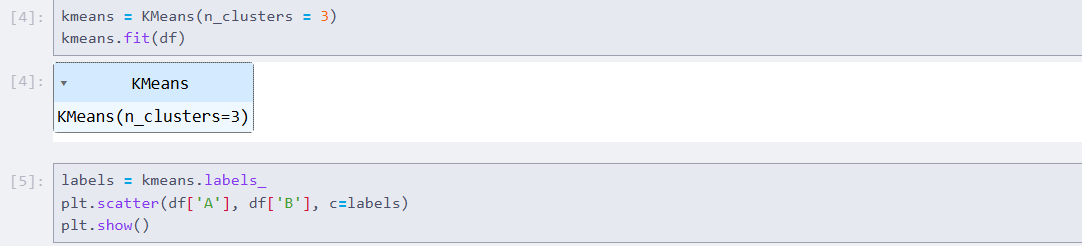 [4]: kmeans = KMeans(n_clusters = 3)
kmeans.fit(df)
[4]: ▾ KMeans
KMeans(n_clusters=3)
[5]: labels = kmeans.labels_
plt.scatter(df['A'], df['B'], c=labels)
plt.show()